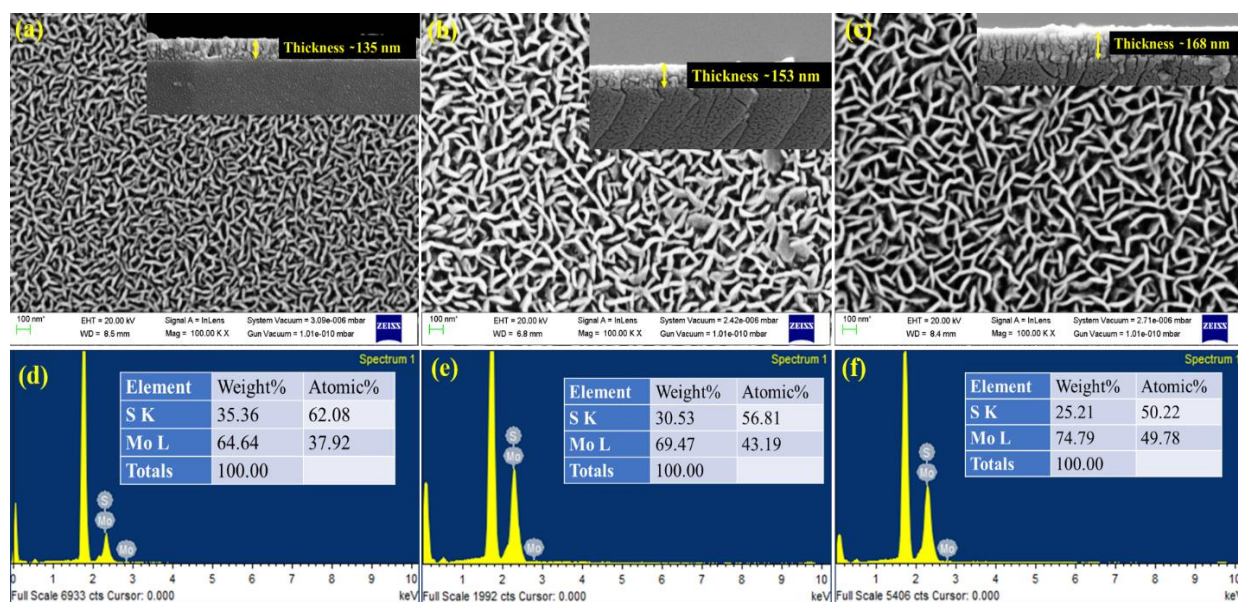 (a)
Thickness ~135 nm
100 nm*
EHT = 20.00 kV
Signal A = InLens
System Vacuum = 3.09e-006 mbar
WD = 8.5 mm
Mag = 100.00 K X
Gun Vacuum = 1.01e-010 mbar
ZEISS
(b)
Thickness ~153 nm
100 nm*
EHT = 20.00 kV
Signal A = InLens
System Vacuum = 2.42e-006 mbar
WD = 6.8 mm
Mag = 100.00 K X
Gun Vacuum = 1.01e-010 mbar
ZEISS
(c)
~168 nm
Thickness
100 nm*
EHT = 20.00 kV
Signal A = InLens
System Vacuum = 2.71e-006 mbar
WD = 8.4 mm
Mag = 100.00 K X
Gun Vacuum = 1.01e-010 mbar
ZEISS
(d)
Spectrum 1
Element Weight% Atomic%
S K 35.36 62.08
Mo L 64.64 37.92
Totals 100.00
S
Mo
Mo
0 1 2 3 4 5 6 7 8 9 10
Full Scale 6933 cts Cursor: 0.000 keV
(e)
Spectrum 1
Element Weight% Atomic%
S K 30.53 56.81
Mo L 69.47 43.19
Totals 100.00
S
Mo
Mo
0 1 2 3 4 5 6 7 8 9 10
Full Scale 1992 cts Cursor: 0.000 keV
(f)
Spectrum 1
Element Weight% Atomic%
S K 25.21 50.22
Mo L 74.79 49.78
Totals 100.00
S
Mo
Mo
1 2 3 4 5 6 7 8 9 10
Full Scale 5406 cts Cursor: 0.000 keV